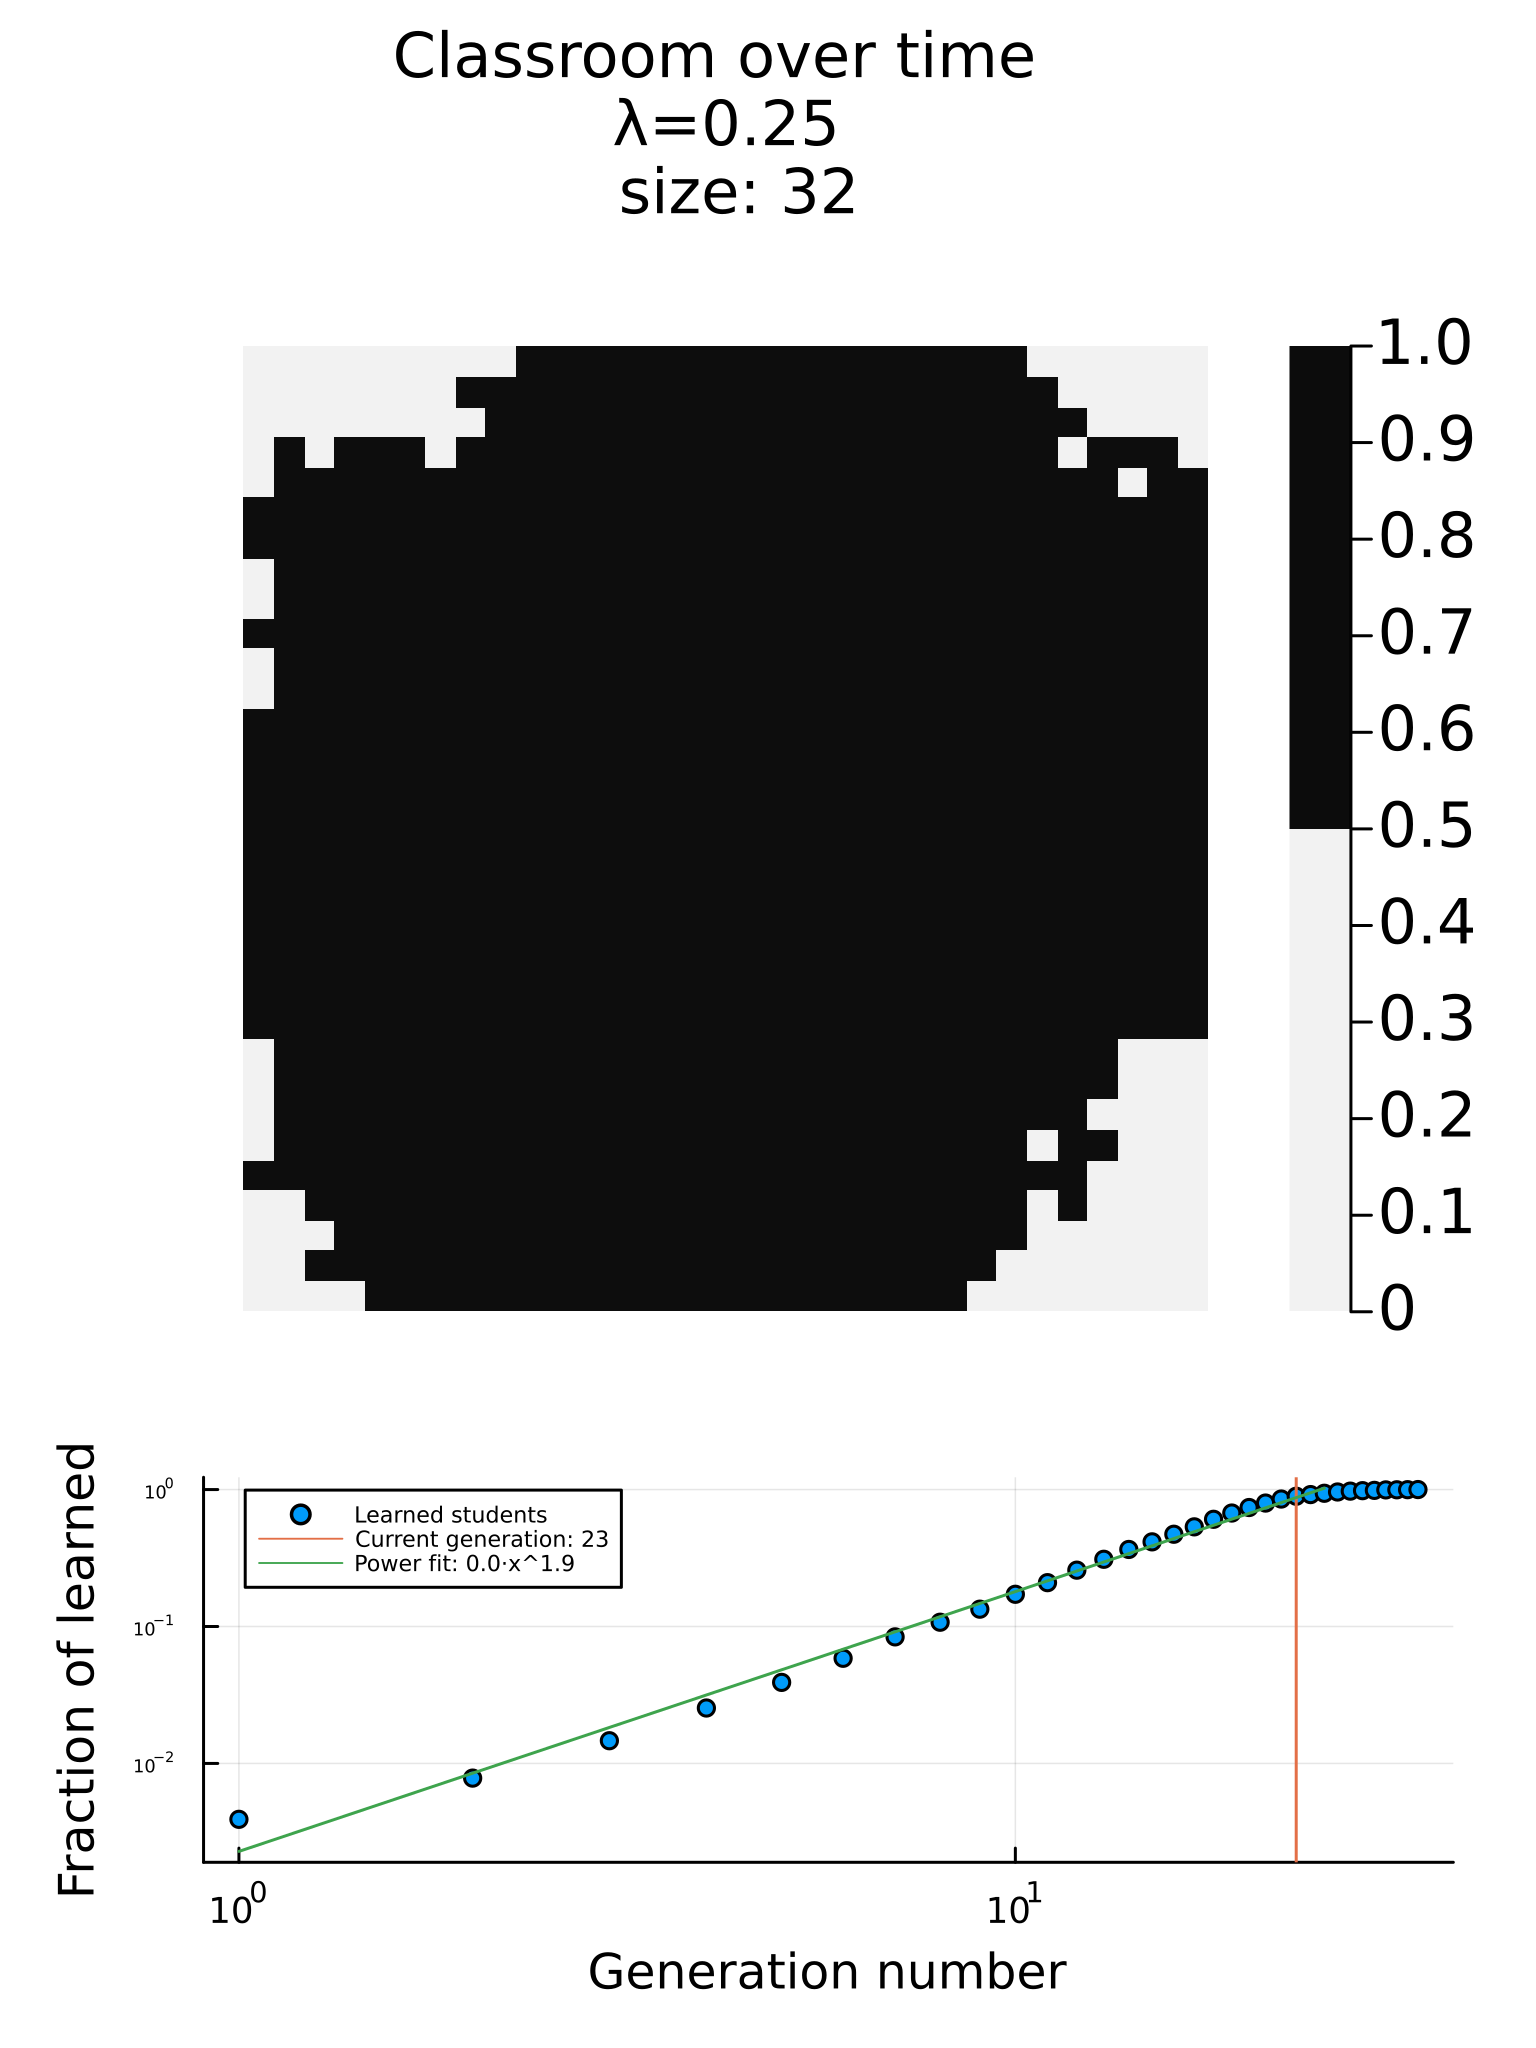 Classroom over time
λ=0.25
size: 32
1.0
0.9
0.8
0.7
0.6
0.5
0.4
0.3
0.2
0.1
0
Fraction of learned
10^0
10^−1
10^−2
Learned students
Current generation: 23
Power fit: 0.0·x^1.9
10^0
10^1
Generation number